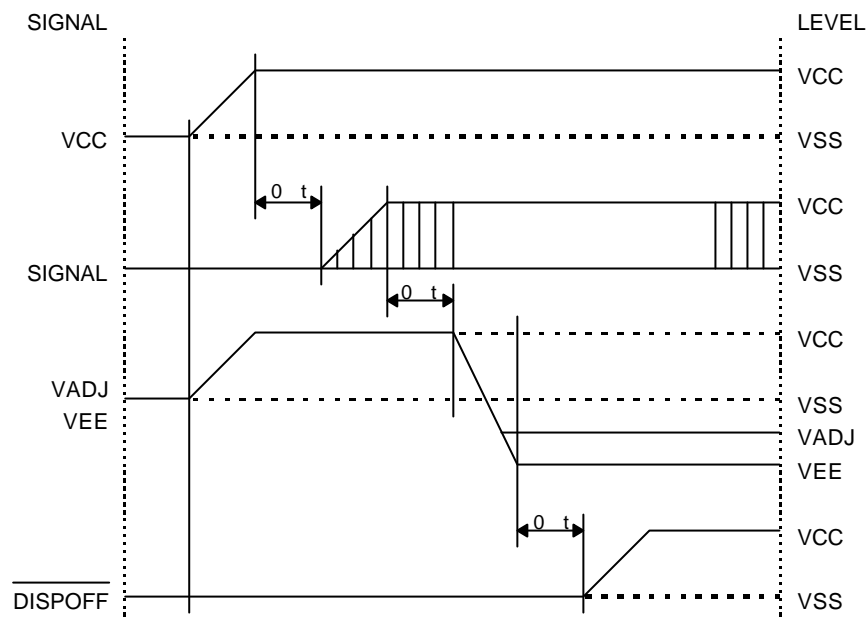 SIGNAL LEVEL
VCC
VCC VSS
0 t
VCC
SIGNAL VSS
0 t
VCC
VADJ
VSS
VEE
VADJ
VEE
0 t
VCC
DISPOFF VSS